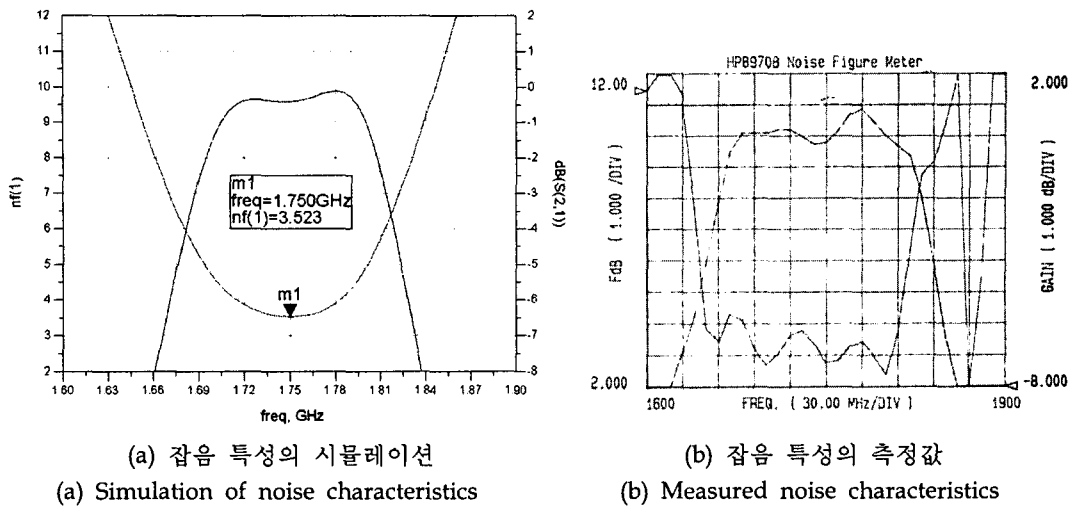 12
11
10
9
8
7
6
5
4
3
2
nf(1)
2
1
0
-1
-2
-3
-4
-5
-6
-7
-8
dB(S(2,1))
m1
freq=1.750GHz
nf(1)=3.523
m1
1.60 1.63 1.66 1.69 1.72 1.75 1.78 1.81 1.84 1.87 1.90
freq, GHz
(a) 잡음 특성의 시뮬레이션
(a) Simulation of noise characteristics
HP8970B Noise Figure Meter
12.00
2.000
FdB ( 1.000 /DIV )
2.000
-8.000
GAIN ( 1.000 dB/DIV )
1600 FREQ. ( 30.00 MHz/DIV ) 1900
(b) 잡음 특성의 측정값
(b) Measured noise characteristics